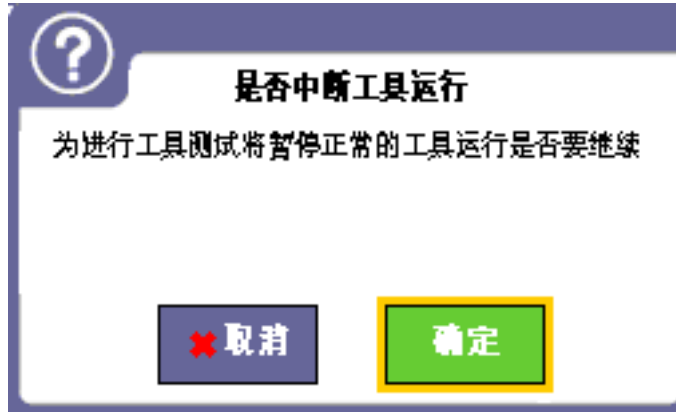 是否中断工具运行
为进行工具测试将暂停正常的工具运行是否要继续
取消
确定